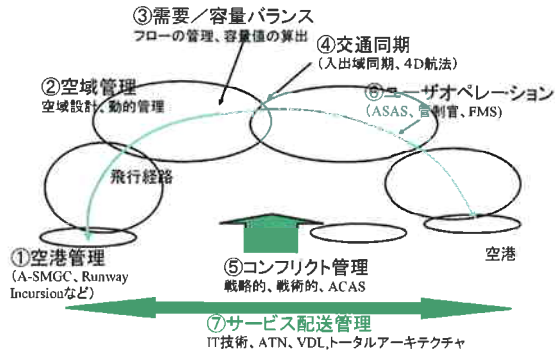 ③需要／容量バランス
フローの管理、容量値の算出
④交通同期
(入出域同期、4D航法)
②空域管理
空域設計、動的管理
⑥ユーザオペレーション
(ASAS、管制官、FMS)
飛行経路
①空港管理
(A-SMGC、Runway
Incursionなど)
空港
⑤コンフリクト管理
戦略的、戦術的、ACAS
⑦サービス配送管理
IT技術、ATN、VDL,トータルアーキテクチャ